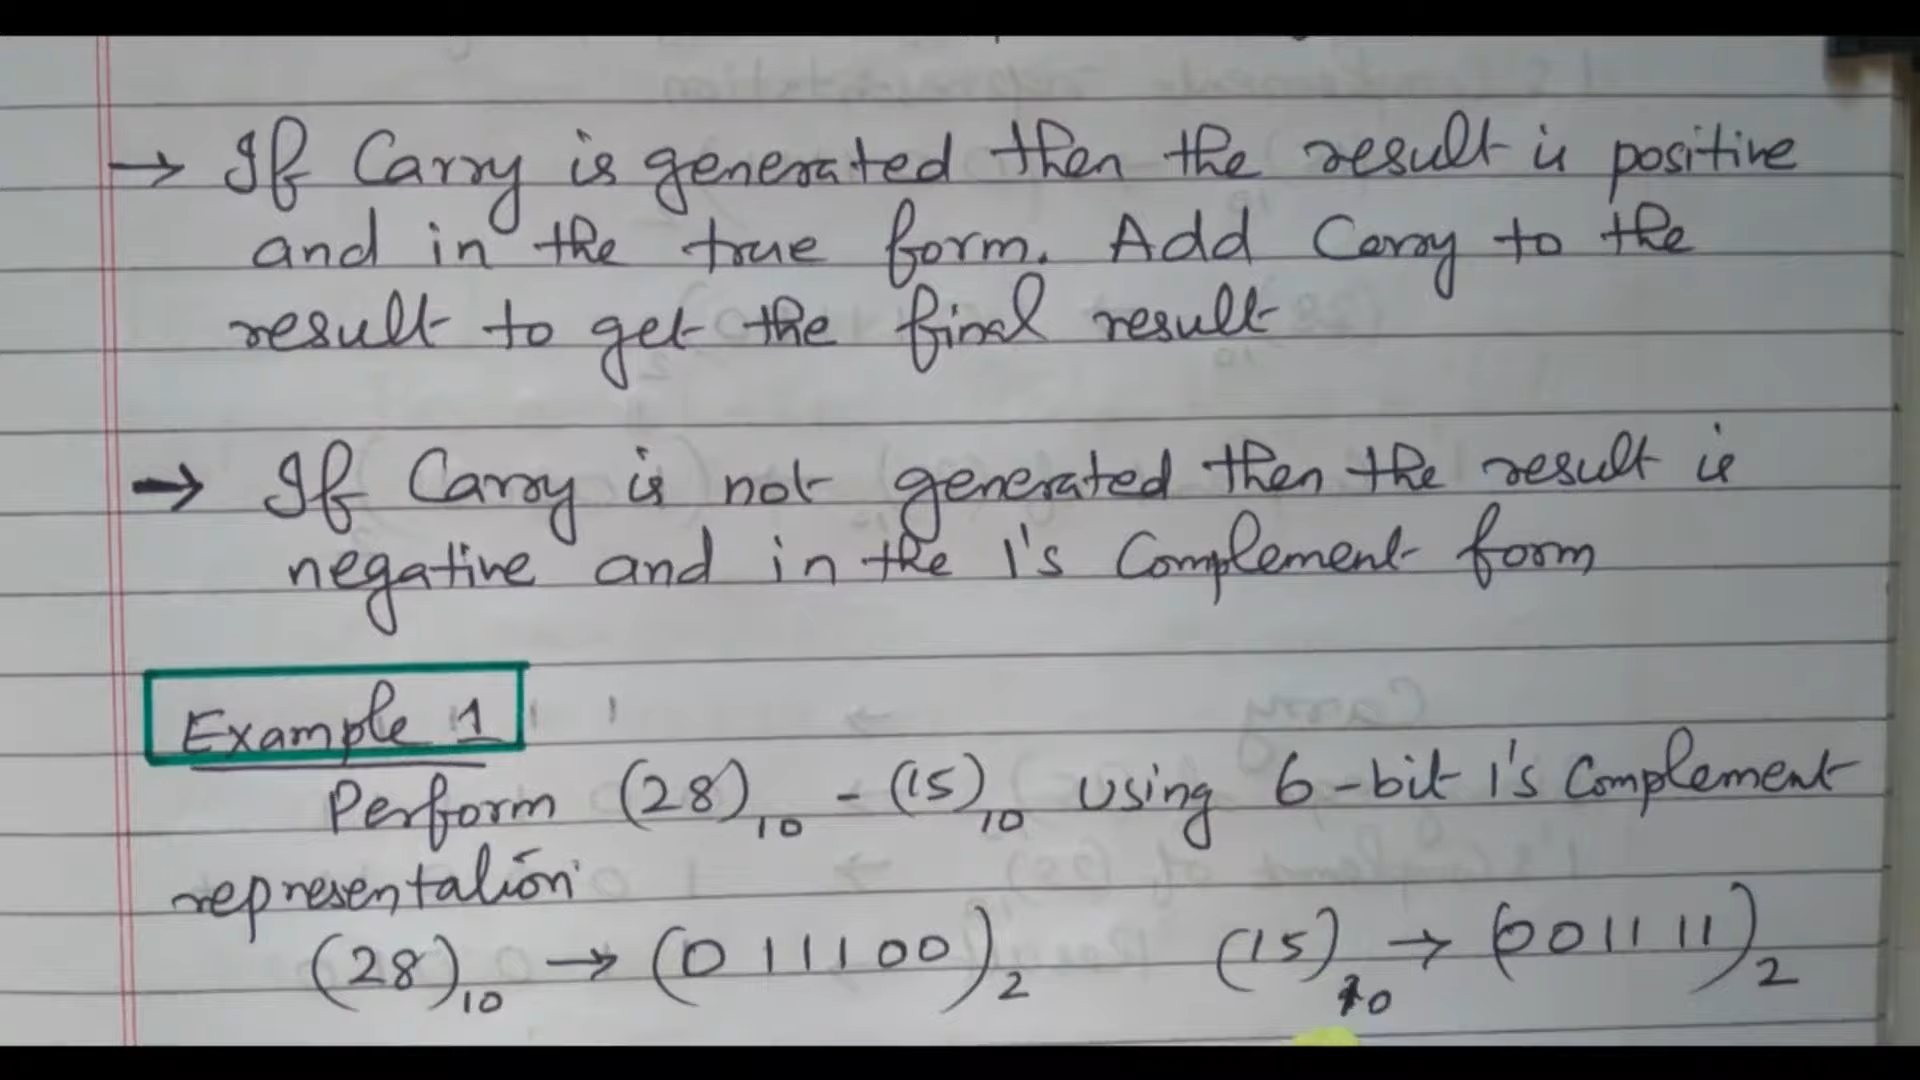 → If Carry is generated then the result is positive
and in the true form. Add Carry to the
result to get the final result
→ If Carry is not generated then the result is
negative and in the 1's Complement form
Example 1
Perform (28)₁₀ - (15)₁₀ using 6-bit 1's Complement
representation
(28)₁₀ → (011100)₂ (15)₁₀ → (001111)₂